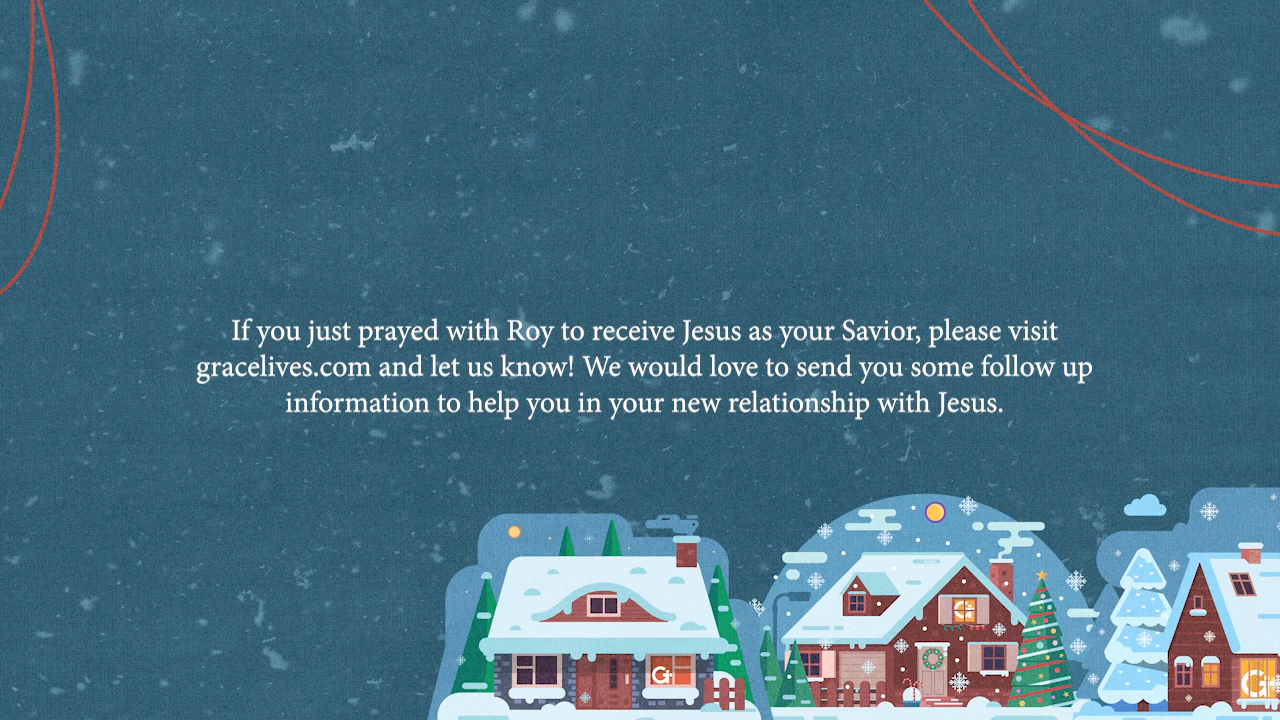 If you just prayed with Roy to receive Jesus as your Savior, please visit
gracelives.com and let us know! We would love to send you some follow up
information to help you in your new relationship with Jesus.